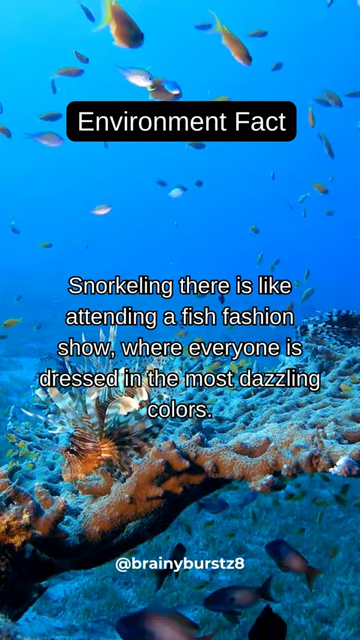 Environment Fact
Snorkeling there is like
attending a fish fashion
show, where everyone is
dressed in the most dazzling
colors.
@brainyburstz8